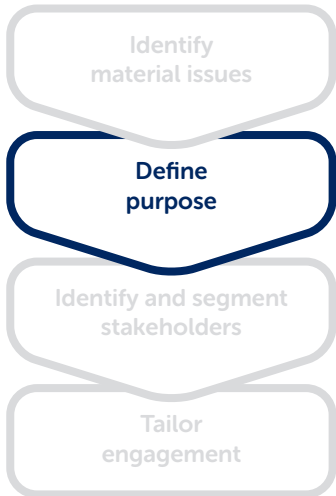 Identify
material issues
Define
purpose
Identify and segment
stakeholders
Tailor
engagement